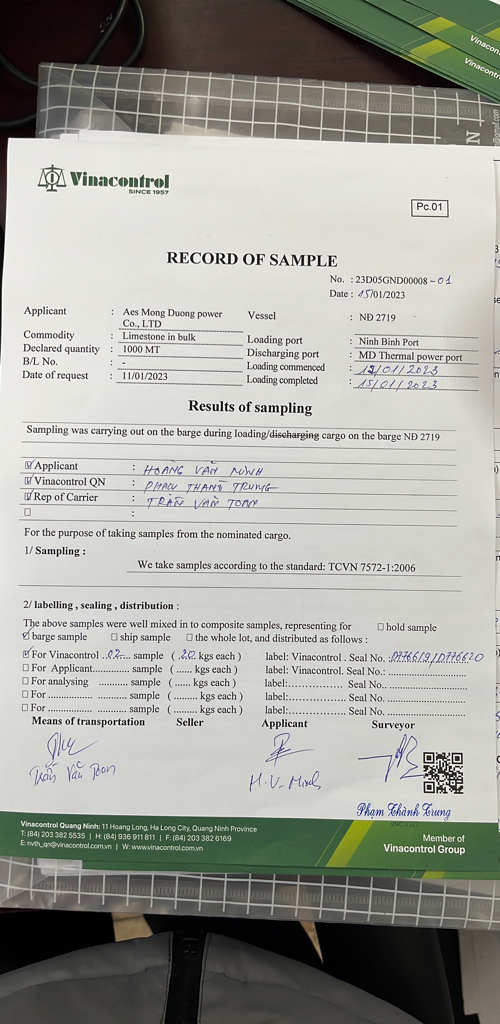 Vinacontrol
SINCE 1957
Pc.01
RECORD OF SAMPLE
No. : 23D05GND00008-01
Date : 15/01/2023
Applicant : Aes Mong Duong power Co., LTD
Vessel : NĐ 2719
Commodity : Limestone in bulk
Loading port : Ninh Binh Port
Declared quantity : 1000 MT
Discharging port : MD Thermal power port
B/L No. : -
Loading commenced : 12/01/2023
Date of request : 11/01/2023
Loading completed : 15/01/2023
Results of sampling
Sampling was carrying out on the barge during loading/discharging cargo on the barge NĐ 2719
☑ Applicant : HOÀNG VĂN MINH
☑ Vinacontrol QN : PHẠM THÀNH TRUNG
☑ Rep of Carrier : TRẦN VĂN TOAN
☐ :
For the purpose of taking samples from the nominated cargo.
1/ Sampling :
We take samples according to the standard: TCVN 7572-1:2006
2/ labelling , sealing , distribution :
The above samples were well mixed in to composite samples, representing for ☐ hold sample
☑ barge sample ☐ ship sample ☐ the whole lot, and distributed as follows :
☑ For Vinacontrol ..02.... sample ( .20. kgs each ) label: Vinacontrol . Seal No. :0776619/0776620
☐ For Applicant............ sample ( ...... kgs each ) label: Vinacontrol. Seal No.: ........................
☐ For analysing .......... sample ( ...... kgs each ) label:............... Seal No. ........................
☐ For ............... .......... sample ( ...... kgs each ) label:............... Seal No. ........................
☐ For ............... .......... sample ( ...... kgs each ) label:............... Seal No. ........................
Means of transportation Seller Applicant Surveyor
Trần Văn Toan
H.V.Minh
Phạm Thành Trung
Vinacontrol Quang Ninh: 11 Hoang Long, Ha Long City, Quang Ninh Province
T: (84) 203 382 5535 | H: (84) 936 911 811 | F: (84) 203 382 6169
E: nvth_qn@vinacontrol.com.vn | W: www.vinacontrol.com.vn
Member of
Vinacontrol Group